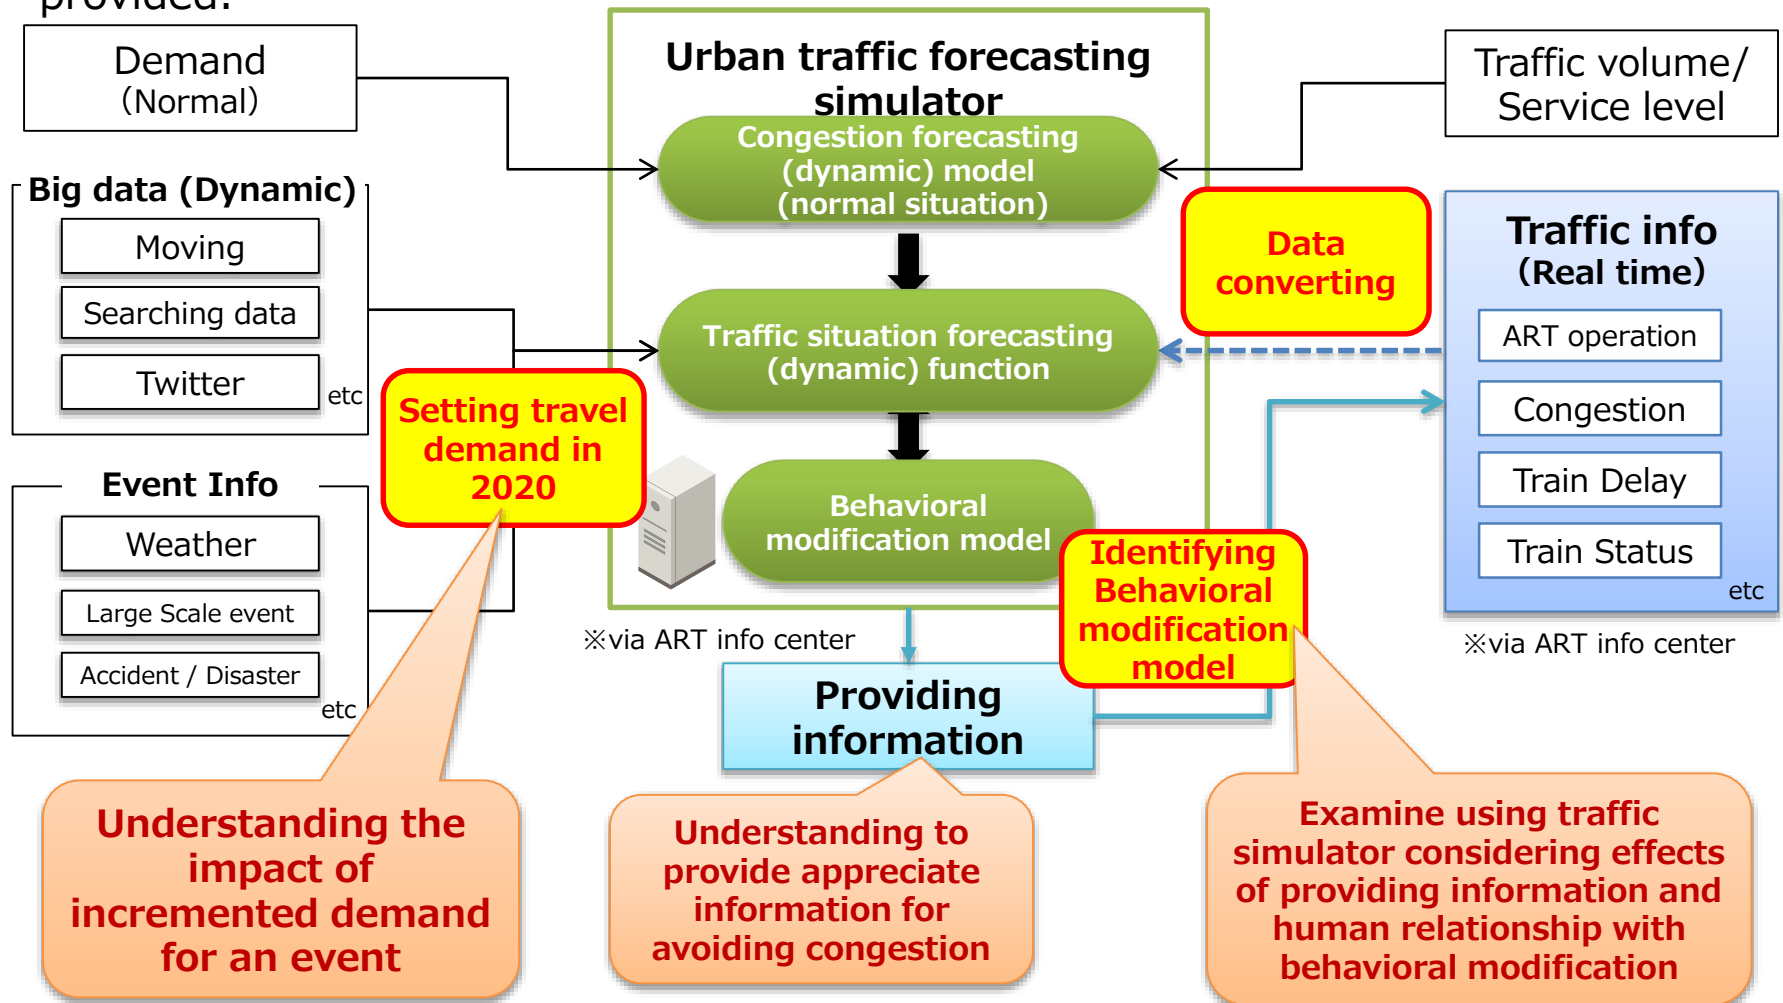 provided.
Demand
(Normal)
Urban traffic forecasting
simulator
Traffic volume/
Service level
Congestion forecasting
(dynamic) model
(normal situation)
Big data (Dynamic)
Moving
Searching data
Twitter
etc
Data
converting
Traffic info
(Real time)
ART operation
Congestion
Train Delay
Train Status
etc
Traffic situation forecasting
(dynamic) function
Setting travel
demand in
2020
Event Info
Weather
Large Scale event
Accident / Disaster
etc
Behavioral
modification model
Identifying
Behavioral
modification
model
※via ART info center
※via ART info center
Providing
information
Understanding the
impact of
incremented demand
for an event
Understanding to
provide appreciate
information for
avoiding congestion
Examine using traffic
simulator considering effects
of providing information and
human relationship with
behavioral modification